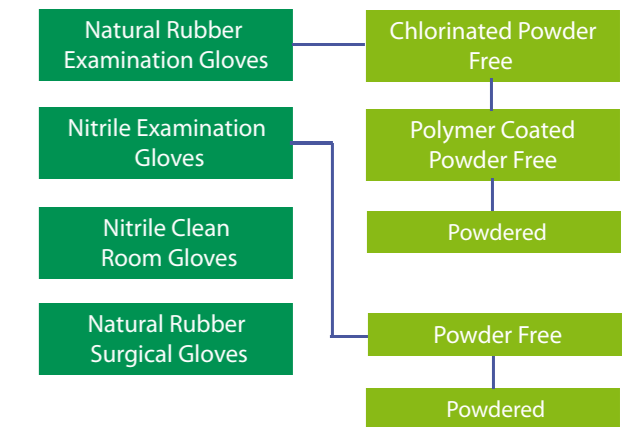 Natural Rubber
Examination Gloves
Chlorinated Powder
Free
Nitrile Examination
Gloves
Polymer Coated
Powder Free
Nitrile Clean
Room Gloves
Powdered
Natural Rubber
Surgical Gloves
Powder Free
Powdered